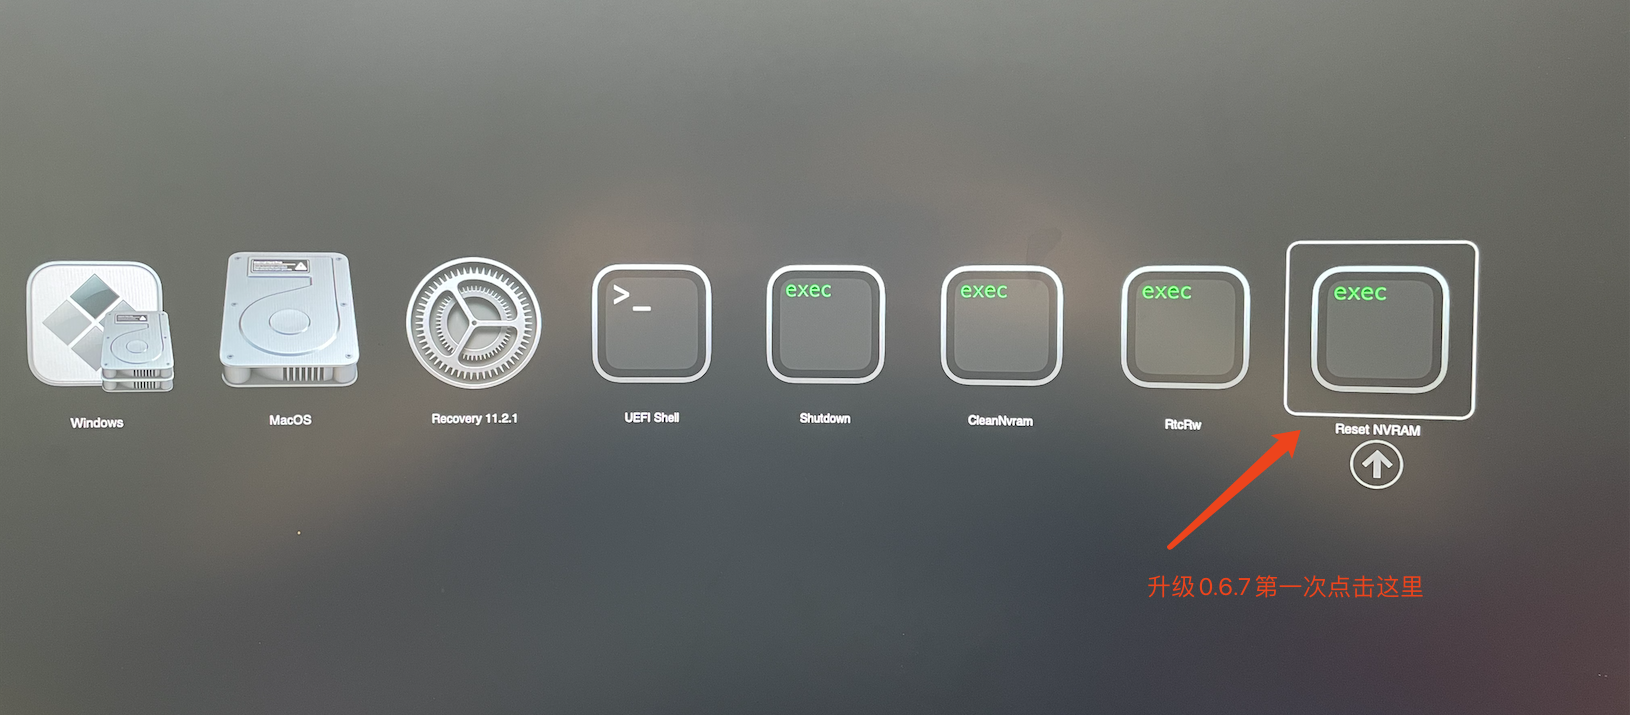 >_
exec
exec
exec
exec
Windows
MacOS
Recovery 11.2.1
UEFI Shell
Shutdown
CleanNvram
RtcRw
Reset NVRAM
升级0.6.7第一次点击这里